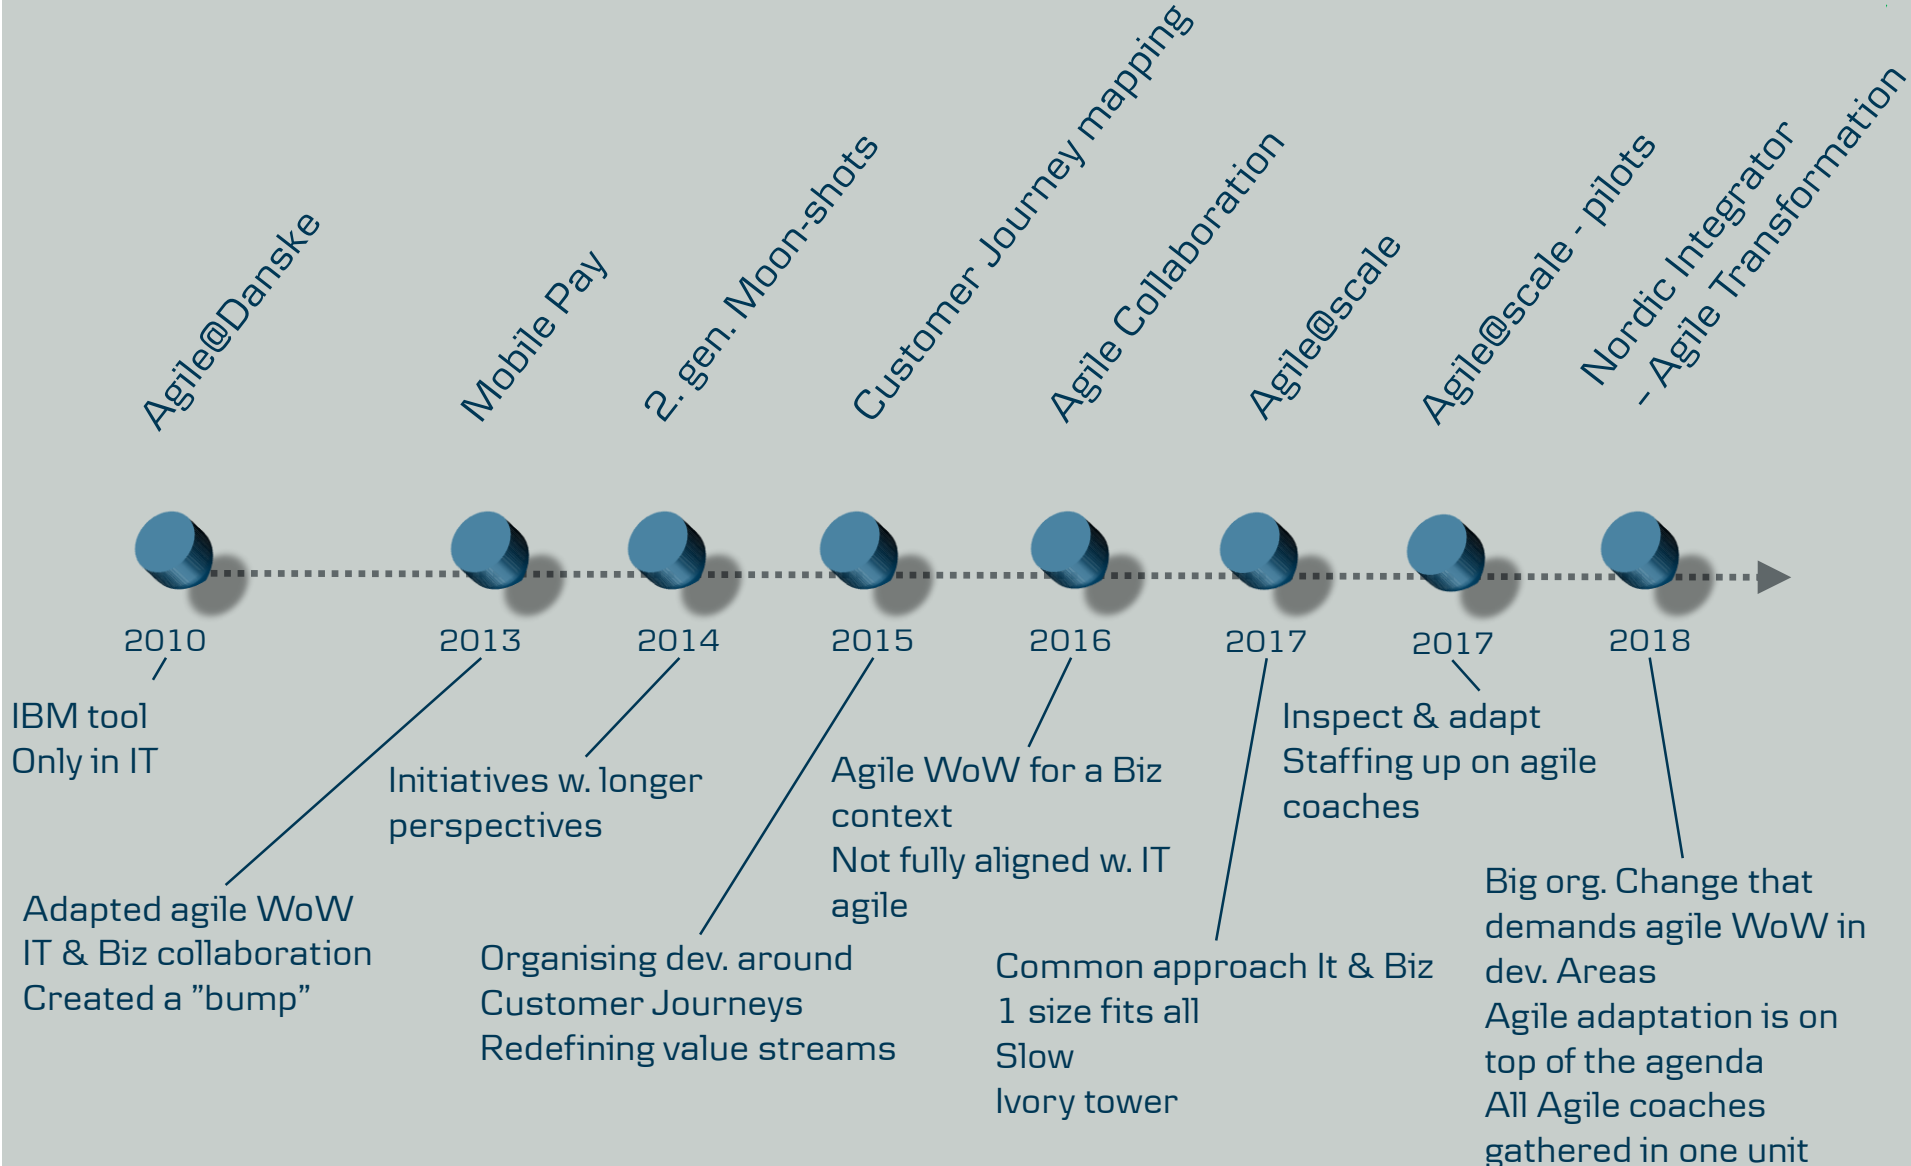 Agile@Danske
Mobile Pay
2. gen. Moon-shots
Customer Journey mapping
Agile Collaboration
Agile@scale
Agile@scale - pilots
Nordic Integrator
– Agile Transformation
2010
2013
2014
2015
2016
2017
2017
2018
IBM tool
Only in IT
Adapted agile WoW
IT & Biz collaboration
Created a ”bump”
Initiatives w. longer
perspectives
Organising dev. around
Customer Journeys
Redefining value streams
Agile WoW for a Biz
context
Not fully aligned w. IT
agile
Common approach It & Biz
1 size fits all
Slow
Ivory tower
Inspect & adapt
Staffing up on agile
coaches
Big org. Change that
demands agile WoW in
dev. Areas
Agile adaptation is on
top of the agenda
All Agile coaches
gathered in one unit